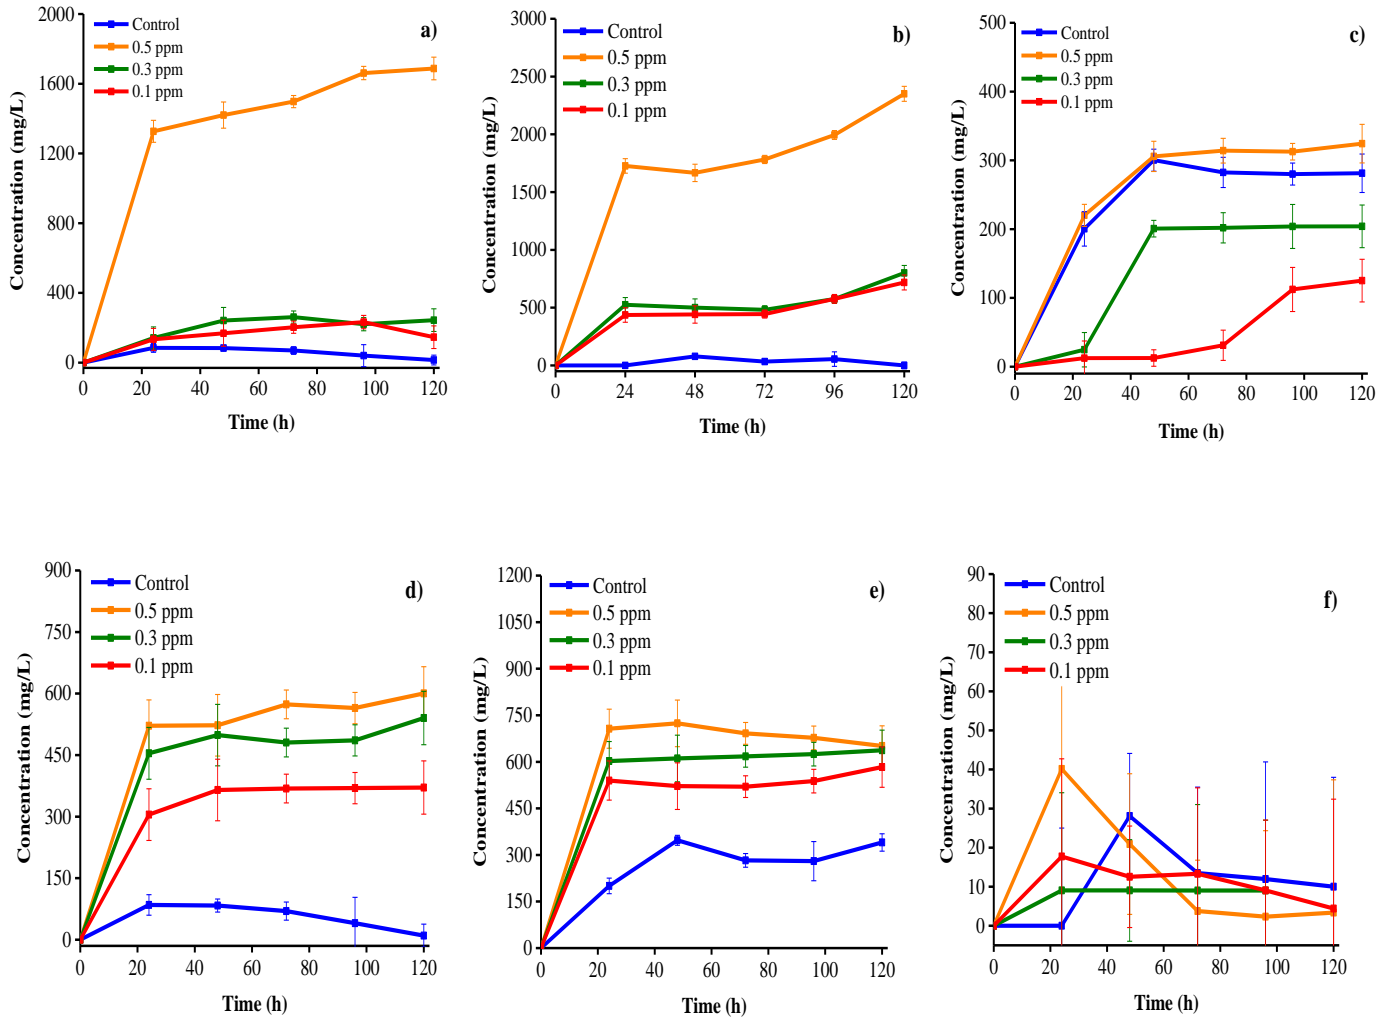 a)
Control
0.5 ppm
0.3 ppm
0.1 ppm
Concentration (mg/L)
2000
1600
1200
800
400
0
0 20 40 60 80 100 120
Time (h)
b)
Control
0.5 ppm
0.3 ppm
0.1 ppm
Concentration (mg/L)
3000
2500
2000
1500
1000
500
0
0 24 48 72 96 120
Time (h)
c)
Control
0.5 ppm
0.3 ppm
0.1 ppm
Concentration (mg/L)
500
400
300
200
100
0
0 20 40 60 80 100 120
Time (h)
d)
Control
0.5 ppm
0.3 ppm
0.1 ppm
Concentration (mg/L)
900
750
600
450
300
150
0
0 20 40 60 80 100 120
Time (h)
e)
Control
0.5 ppm
0.3 ppm
0.1 ppm
Concentration (mg/L)
1200
1050
900
750
600
450
300
150
0
0 20 40 60 80 100 120
Time (h)
f)
Control
0.5 ppm
0.3 ppm
0.1 ppm
Concentration (mg/L)
90
80
70
60
50
40
30
20
10
0
0 20 40 60 80 100 120
Time (h)